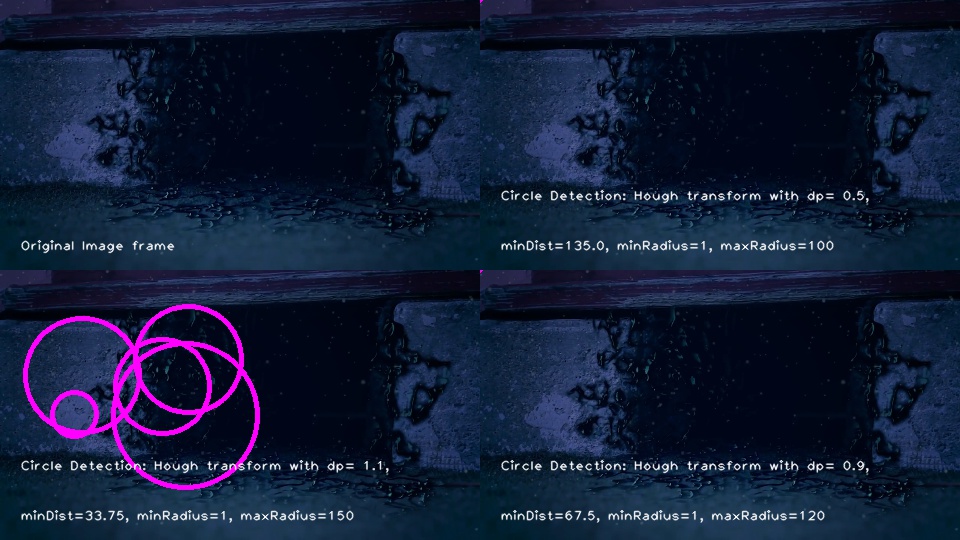 Original Image frame
Circle Detection: Hough transform with dp= 0.5,
minDist=135.0, minRadius=1, maxRadius=100
Circle Detection: Hough transform with dp= 1.1,
minDist=33.75, minRadius=1, maxRadius=150
Circle Detection: Hough transform with dp= 0.9,
minDist=67.5, minRadius=1, maxRadius=120